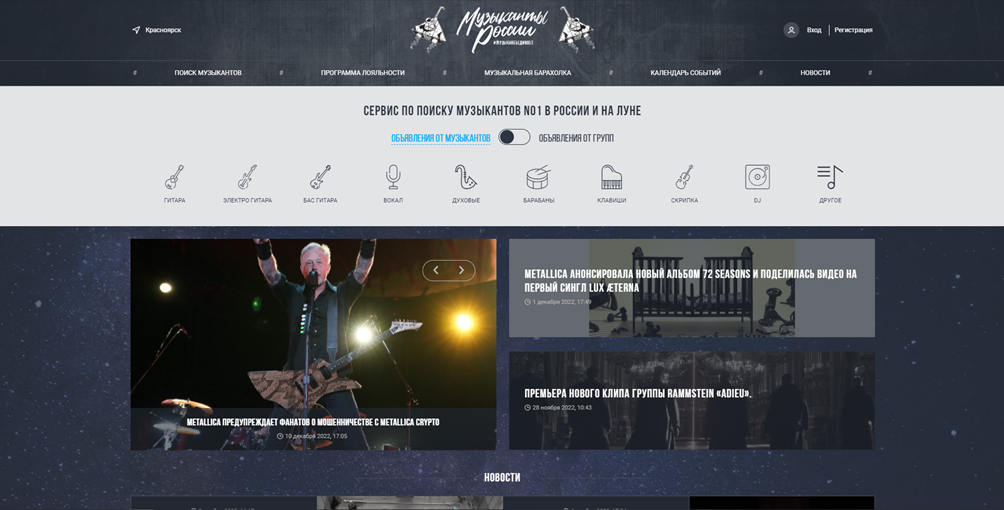 Красноярск
Музыканты
России
#МУЗЫКАНТЫЕДИНЫЕ
Вход
Регистрация
# ПОИСК МУЗЫКАНТОВ # ПРОГРАММА ЛОЯЛЬНОСТИ # МУЗЫКАЛЬНАЯ БАРАХОЛКА # КАЛЕНДАРЬ СОБЫТИЙ # НОВОСТИ #
СЕРВИС ПО ПОИСКУ МУЗЫКАНТОВ NO1 В РОССИИ И НА ЛУНЕ
ОБЪЯВЛЕНИЯ ОТ МУЗЫКАНТОВ ОБЪЯВЛЕНИЯ ОТ ГРУПП
ГИТАРА ЭЛЕКТРО ГИТАРА БАС ГИТАРА ВОКАЛ ДУХОВЫЕ БАРАБАНЫ КЛАВИШИ СКРИПКА DJ ДРУГОЕ
METALLICA ПРЕДУПРЕЖДАЕТ ФАНАТОВ О МОШЕННИЧЕСТВЕ С METALLICA CRYPTO
10 декабря 2022, 17:05
METALLICA АНОНСИРОВАЛА НОВЫЙ АЛЬБОМ 72 SEASONS И ПОДЕЛИЛАСЬ ВИДЕО НА
ПЕРВЫЙ СИНГЛ LUX ÆTERNA
1 декабря 2022, 17:49
ПРЕМЬЕРА НОВОГО КЛИПА ГРУППЫ RAMMSTEIN «ADIEU».
28 ноября 2022, 10:43
НОВОСТИ